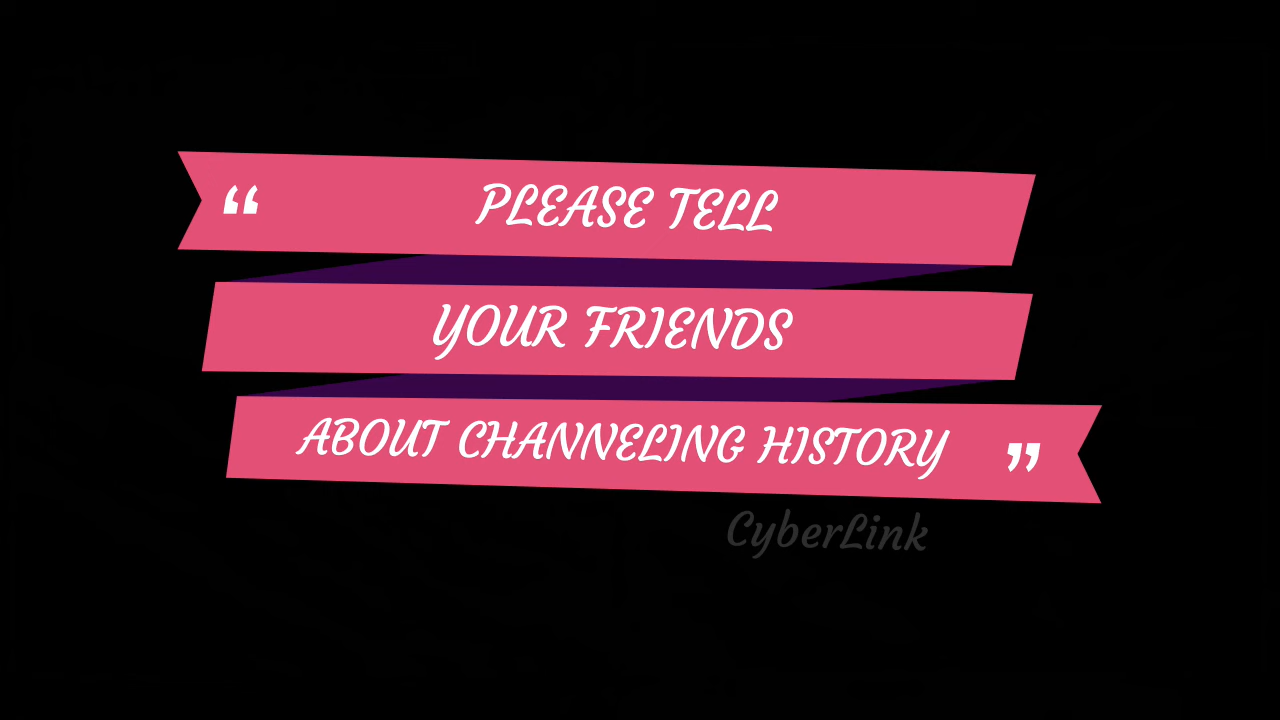 “ PLEASE TELL
YOUR FRIENDS
ABOUT CHANNELING HISTORY ”
CyberLink